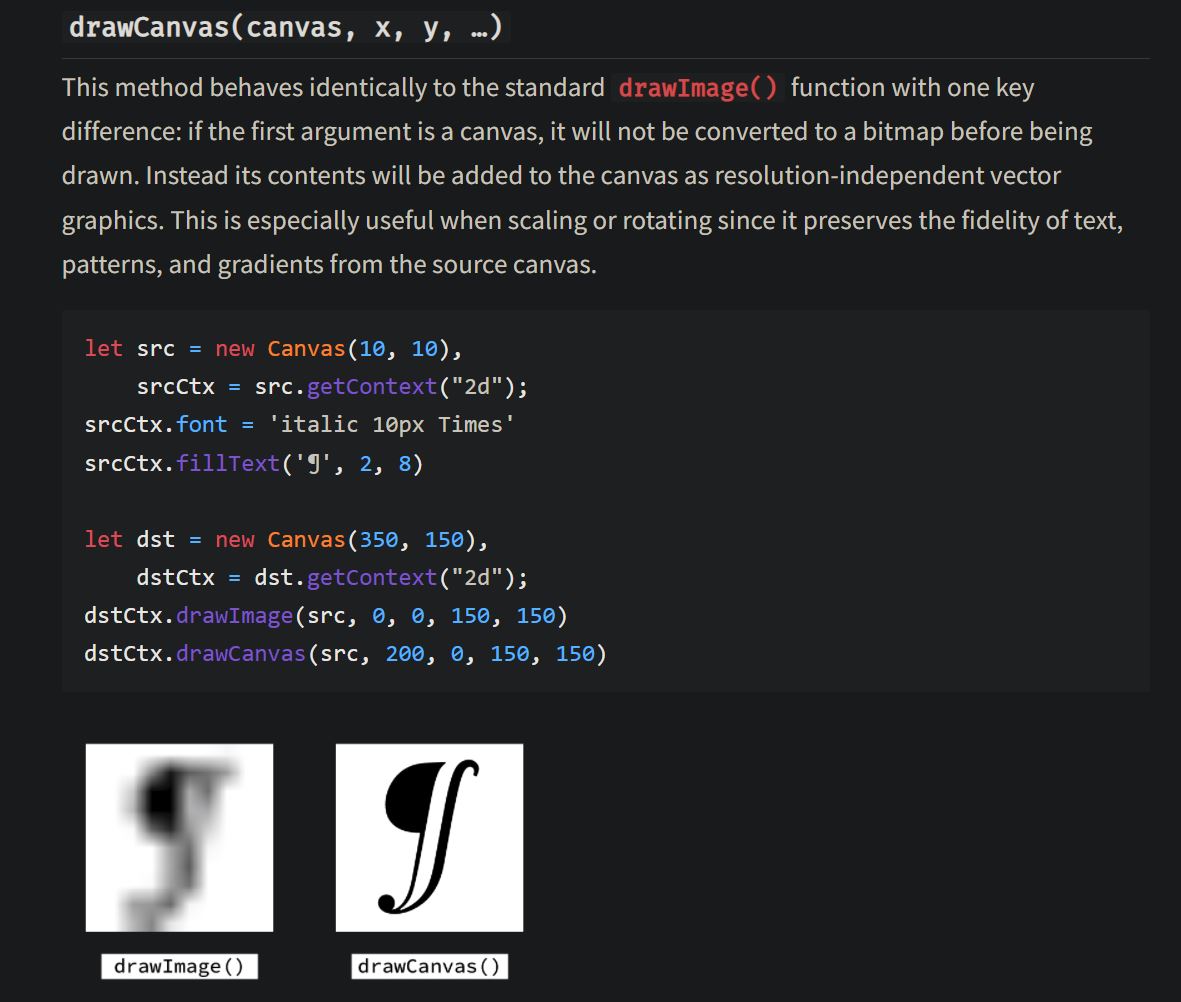 drawCanvas(canvas, x, y, …)
This method behaves identically to the standard drawImage() function with one key
difference: if the first argument is a canvas, it will not be converted to a bitmap before being
drawn. Instead its contents will be added to the canvas as resolution-independent vector
graphics. This is especially useful when scaling or rotating since it preserves the fidelity of text,
patterns, and gradients from the source canvas.
let src = new Canvas(10, 10),
    srcCtx = src.getContext("2d");
srcCtx.font = 'italic 10px Times'
srcCtx.fillText('¶', 2, 8)

let dst = new Canvas(350, 150),
    dstCtx = dst.getContext("2d");
dstCtx.drawImage(src, 0, 0, 150, 150)
dstCtx.drawCanvas(src, 200, 0, 150, 150)
¶ ¶
drawImage() drawCanvas()